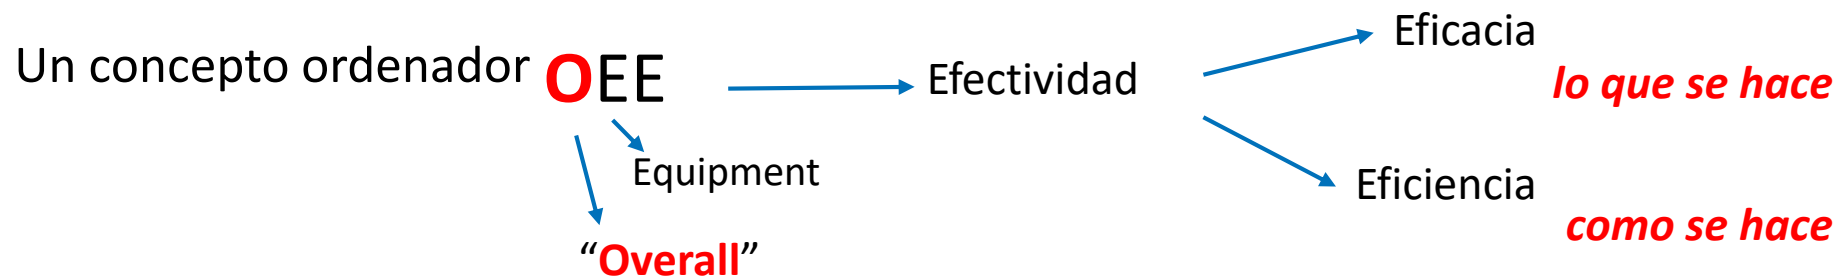 Un concepto ordenador OEE
Efectividad
Eficacia
lo que se hace
Equipment
Eficiencia
como se hace
“Overall”